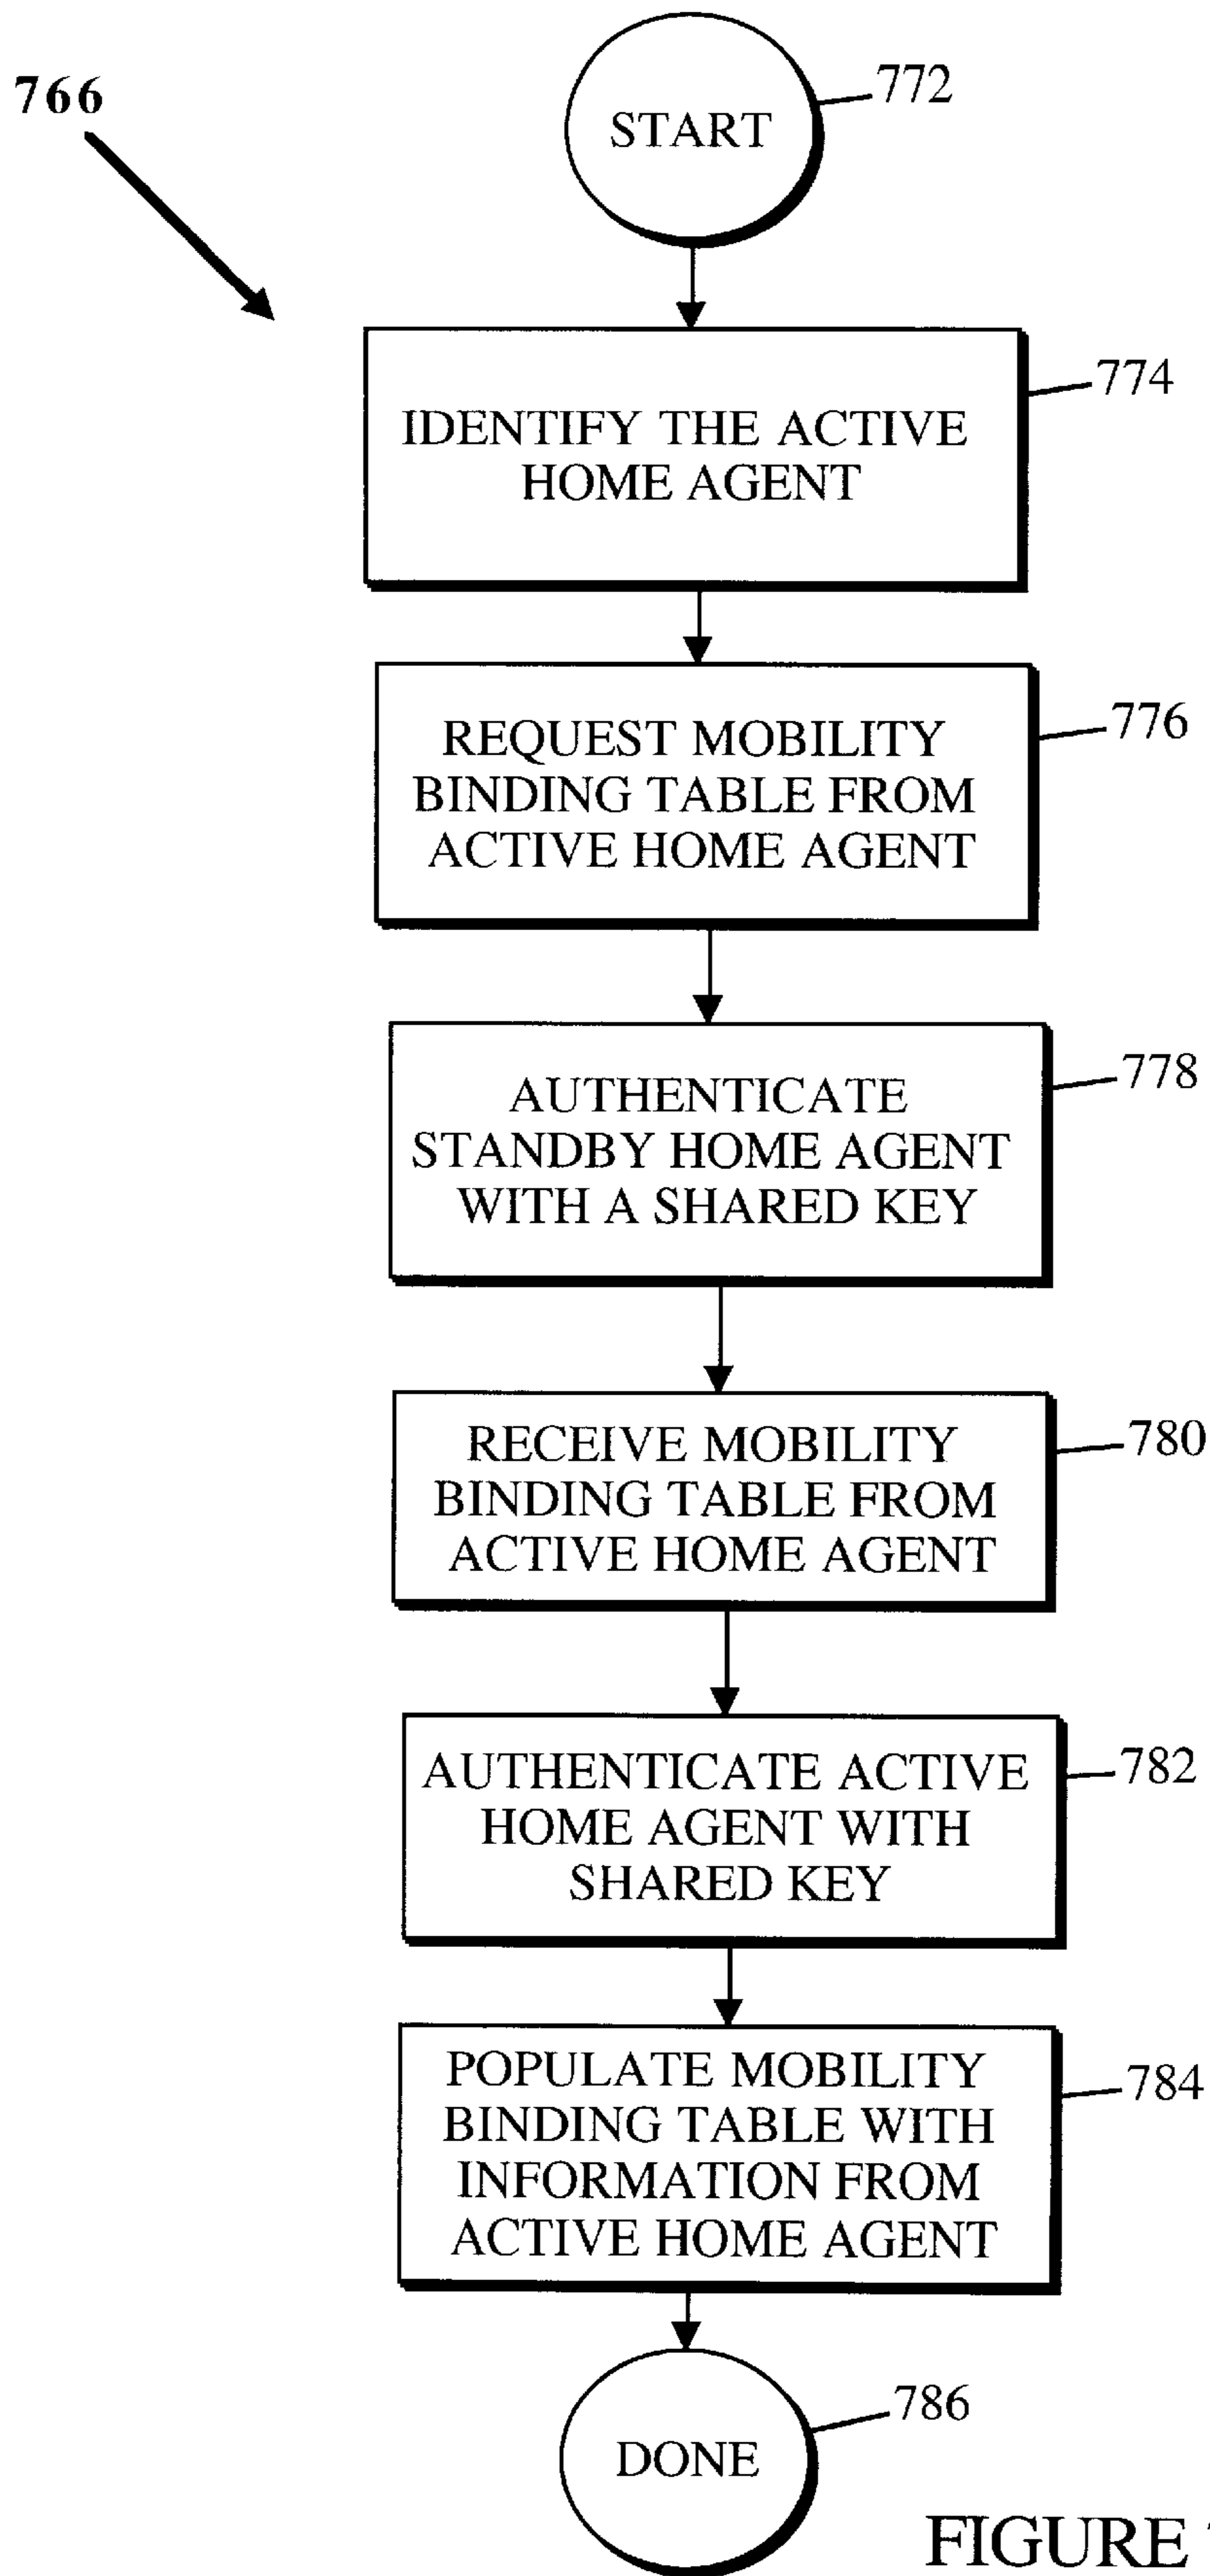 766
START
772
IDENTIFY THE ACTIVE
HOME AGENT
774
REQUEST MOBILITY
BINDING TABLE FROM
ACTIVE HOME AGENT
776
AUTHENTICATE
STANDBY HOME AGENT
WITH A SHARED KEY
778
RECEIVE MOBILITY
BINDING TABLE FROM
ACTIVE HOME AGENT
780
AUTHENTICATE ACTIVE
HOME AGENT WITH
SHARED KEY
782
POPULATE MOBILITY
BINDING TABLE WITH
INFORMATION FROM
ACTIVE HOME AGENT
784
DONE
786
FIGURE